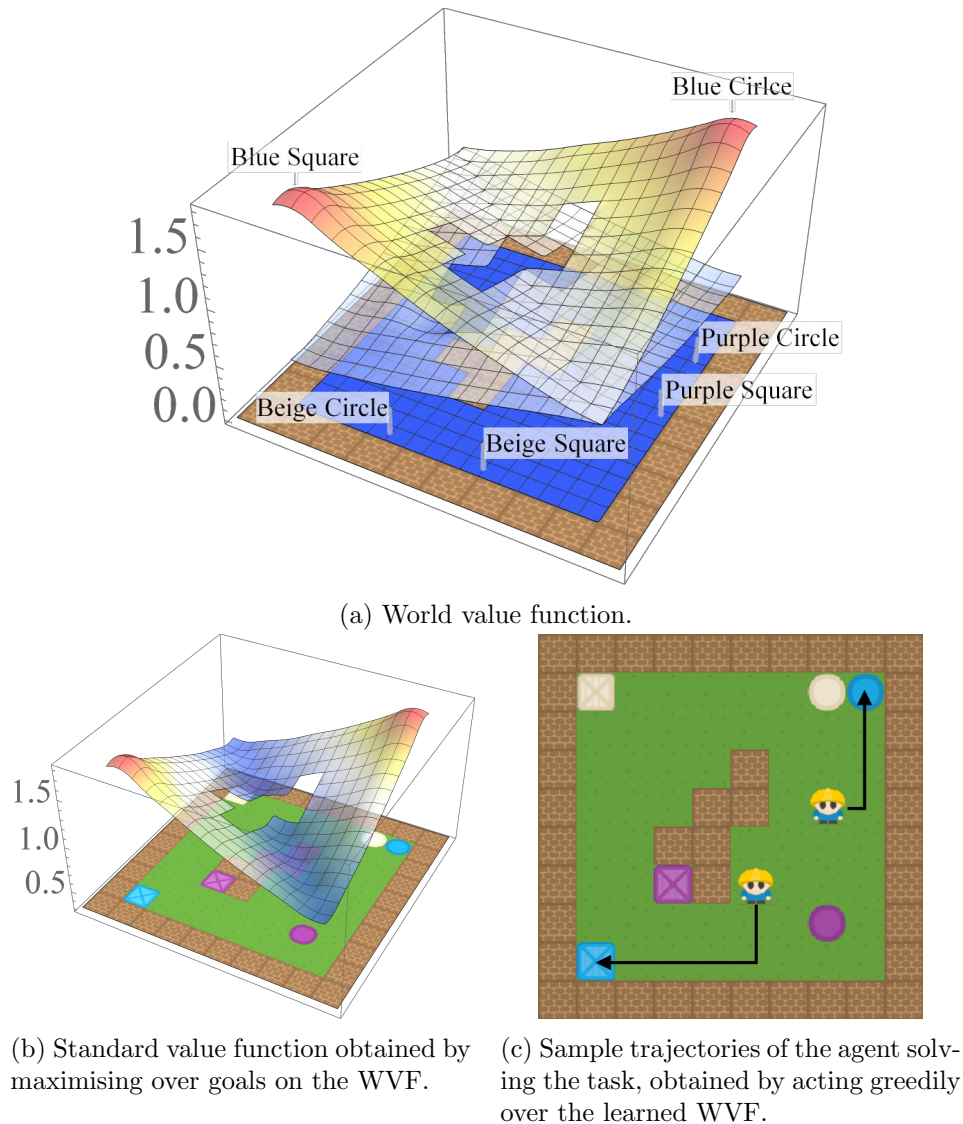 Blue Cirlce
Blue Square
1.5
1.0
0.5
0.0
Purple Circle
Purple Square
Beige Circle
Beige Square
(a) World value function.
1.5
1.0
0.5
(b) Standard value function obtained by
maximising over goals on the WVF.
(c) Sample trajectories of the agent solv-
ing the task, obtained by acting greedily
over the learned WVF.